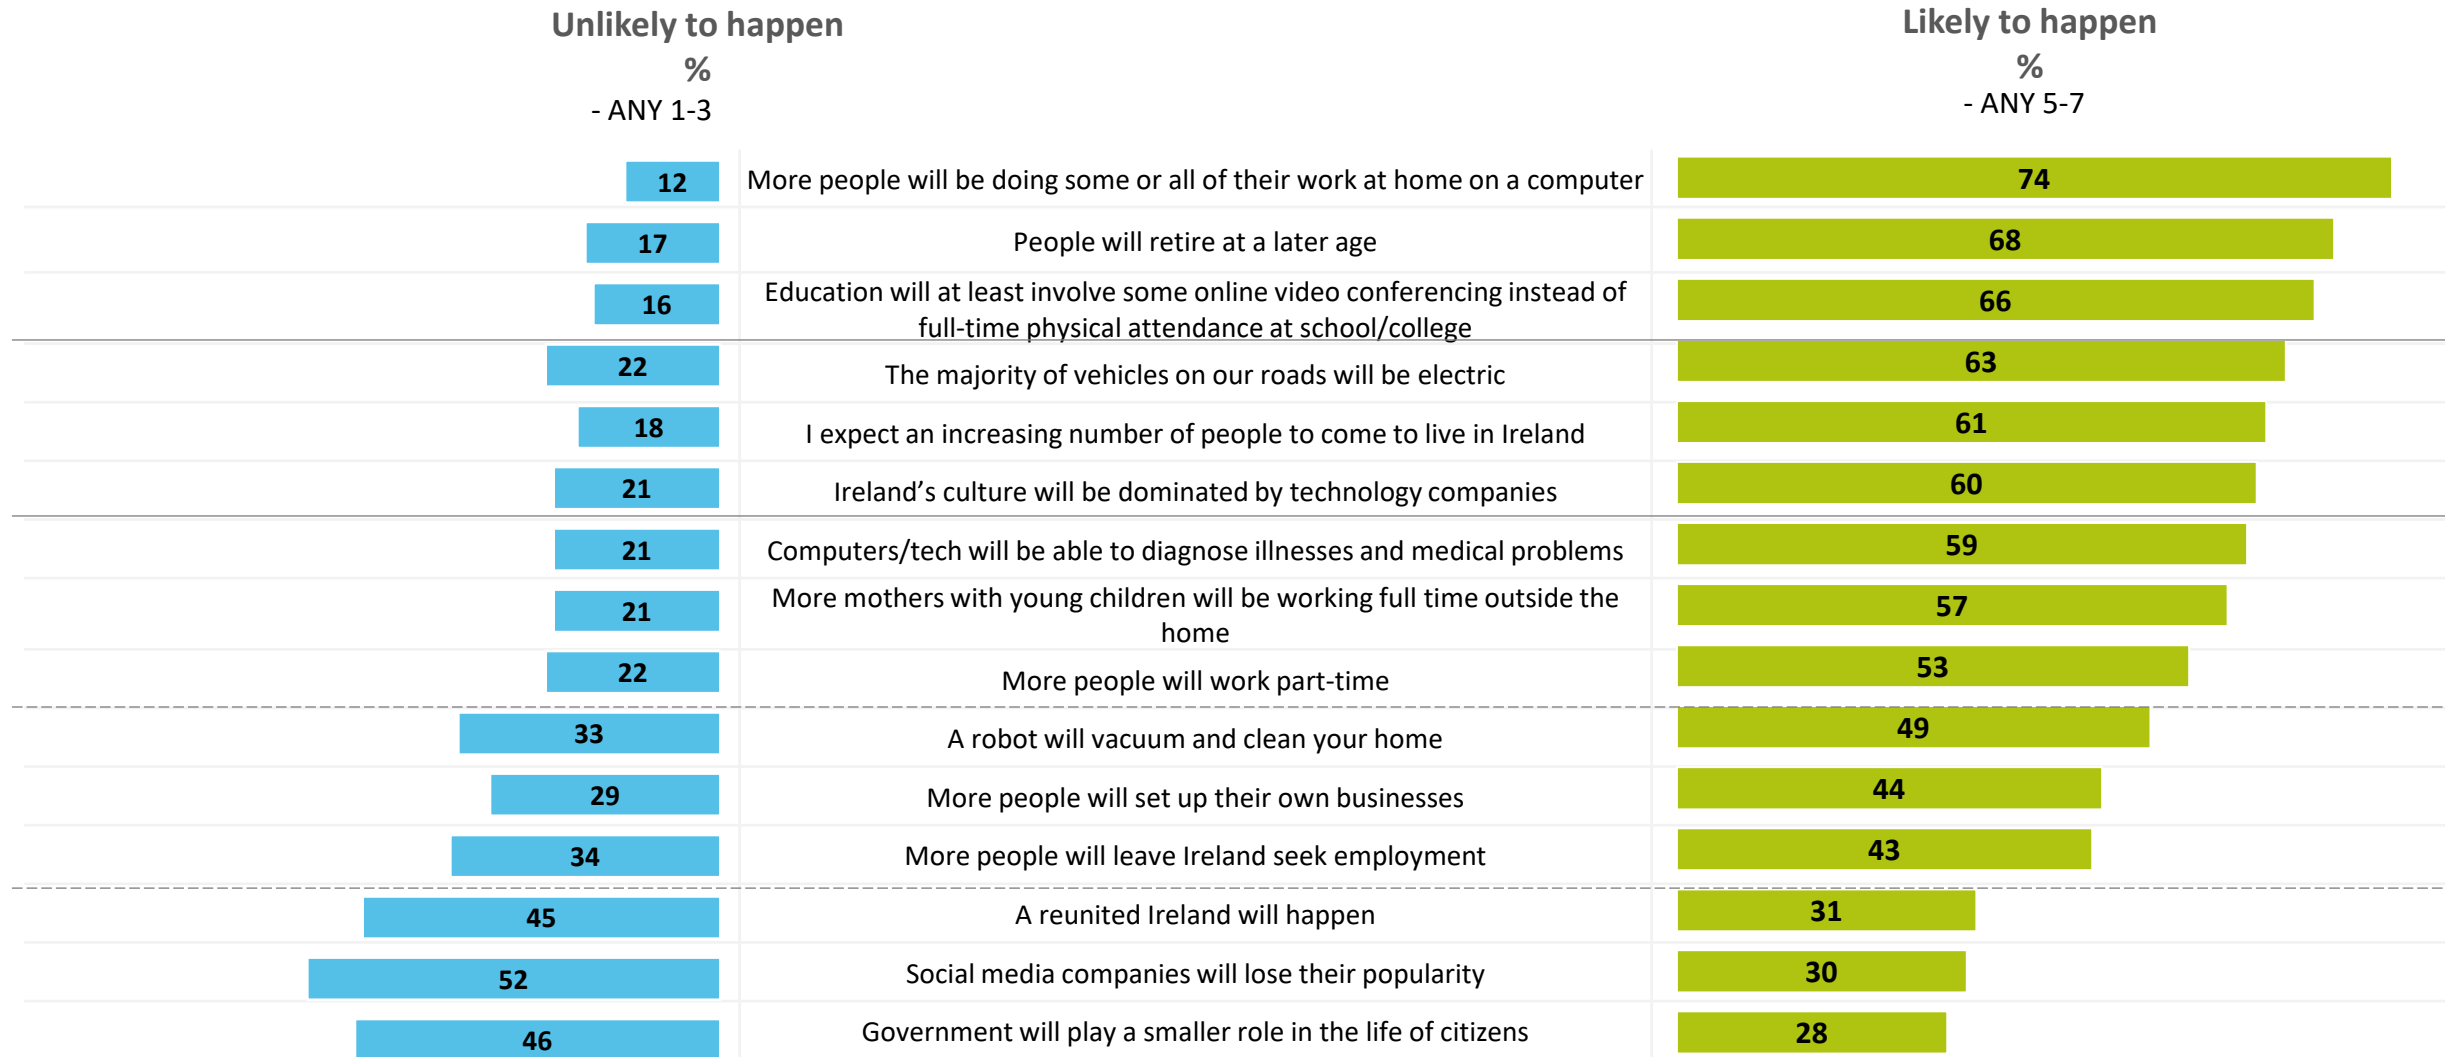 Unlikely to happen
%
- ANY 1-3
Likely to happen
%
- ANY 5-7
12 More people will be doing some or all of their work at home on a computer 74
17 People will retire at a later age 68
Education will at least involve some online video conferencing instead of
16 66
full-time physical attendance at school/college
22 The majority of vehicles on our roads will be electric 63
18 I expect an increasing number of people to come to live in Ireland 61
21 Ireland’s culture will be dominated by technology companies 60
21 Computers/tech will be able to diagnose illnesses and medical problems 59
More mothers with young children will be working full time outside the
21 57
home
22 More people will work part-time 53
33 A robot will vacuum and clean your home 49
29 More people will set up their own businesses 44
34 More people will leave Ireland seek employment 43
45 A reunited Ireland will happen 31
52 Social media companies will lose their popularity 30
46 Government will play a smaller role in the life of citizens 28